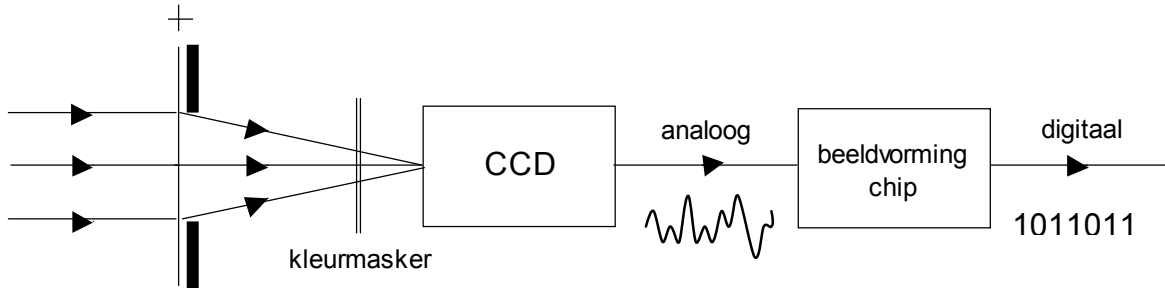 +
kleurmasker
CCD
analoog
beeldvorming
chip
digitaal
1011011